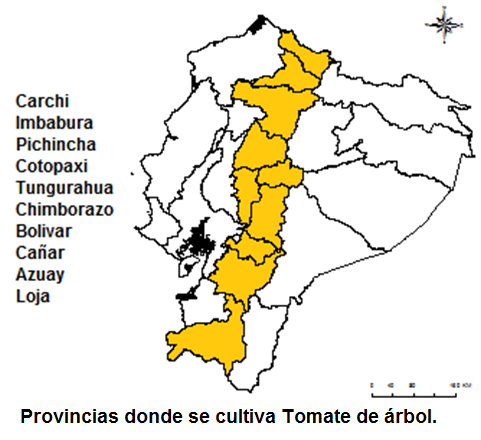 Carchi
Imbabura
Pichincha
Cotopaxi
Tungurahua
Chimborazo
Bolivar
Cañar
Azuay
Loja
Provincias donde se cultiva Tomate de árbol.